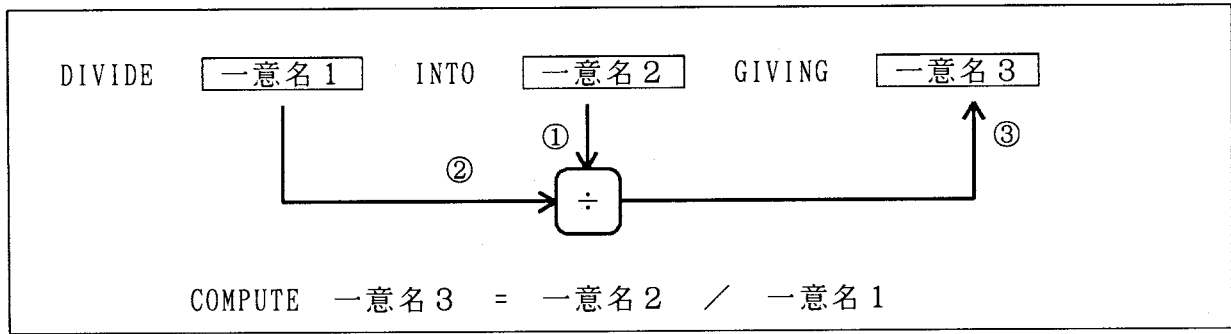 DIVIDE 一意名1 INTO 一意名2 GIVING 一意名3
① ③
②
÷
COMPUTE 一意名3 = 一意名2 / 一意名1